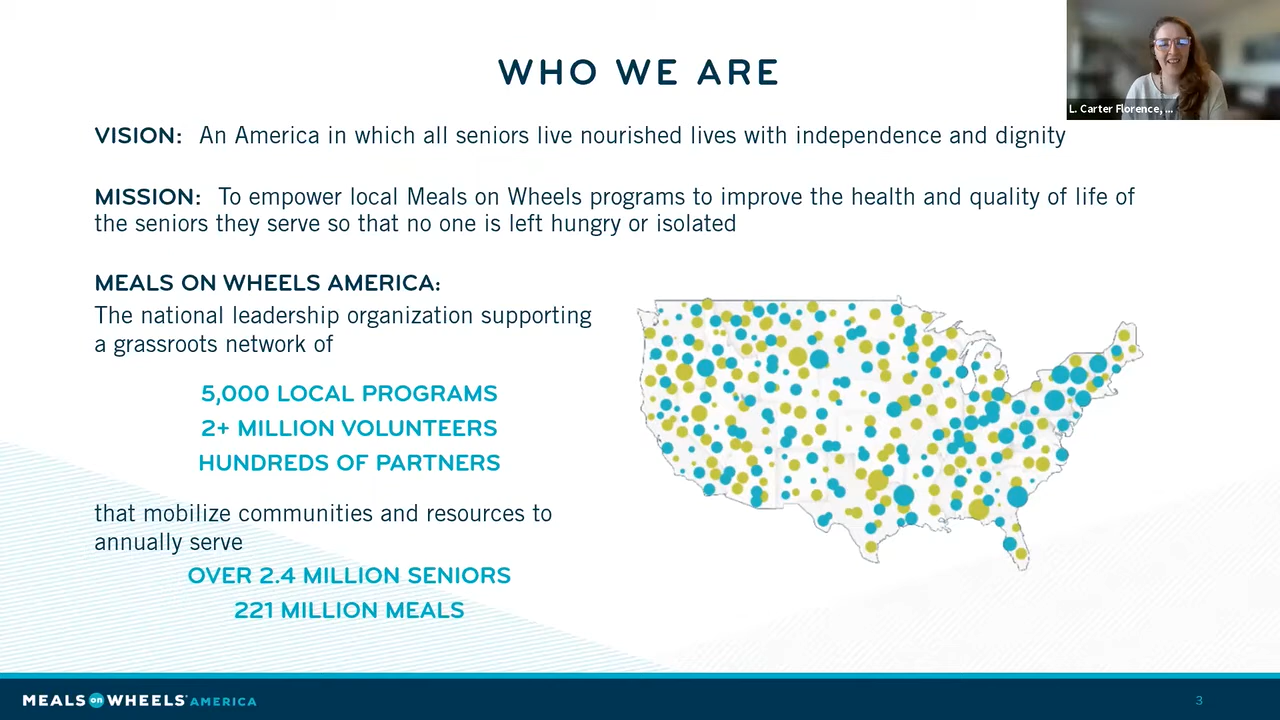 WHO WE ARE
L. Carter Florence, ...
VISION: An America in which all seniors live nourished lives with independence and dignity
MISSION: To empower local Meals on Wheels programs to improve the health and quality of life of
the seniors they serve so that no one is left hungry or isolated
MEALS ON WHEELS AMERICA:
The national leadership organization supporting
a grassroots network of
5,000 LOCAL PROGRAMS
2+ MILLION VOLUNTEERS
HUNDREDS OF PARTNERS
that mobilize communities and resources to
annually serve
OVER 2.4 MILLION SENIORS
221 MILLION MEALS
MEALS on WHEELS AMERICA
3